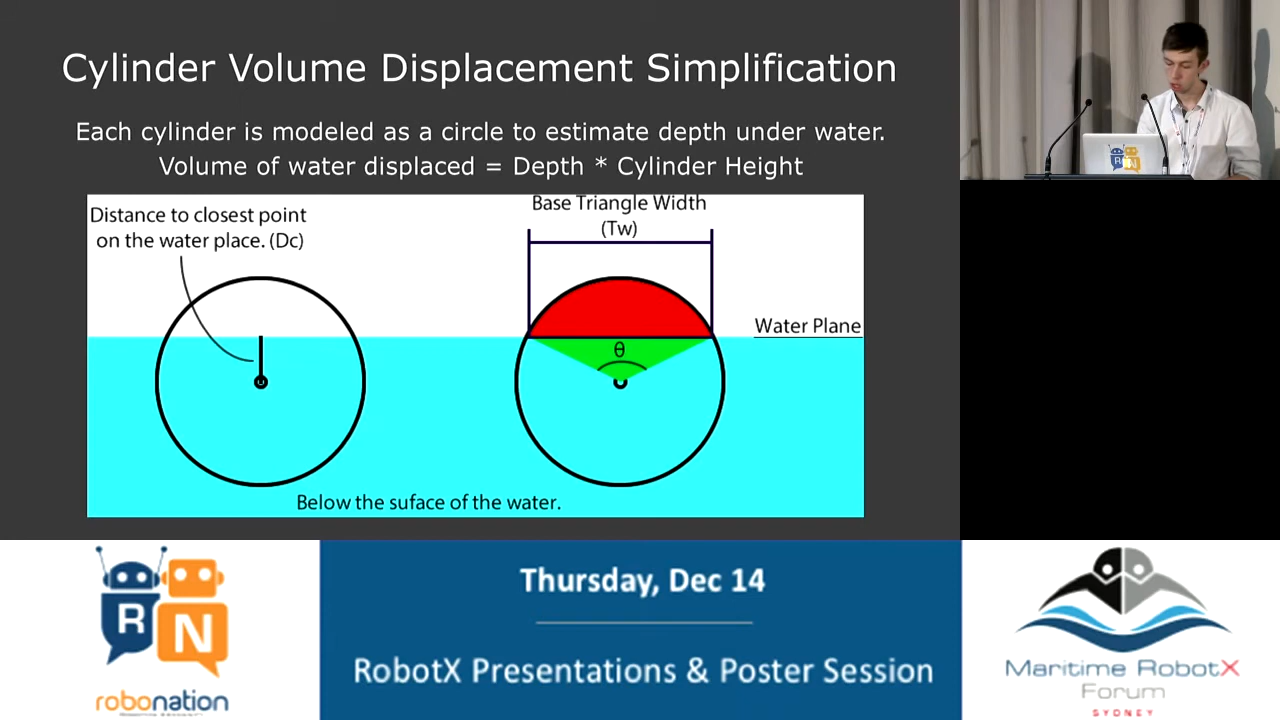 Cylinder Volume Displacement Simplification
Each cylinder is modeled as a circle to estimate depth under water.
Volume of water displaced = Depth * Cylinder Height
Distance to closest point
on the water place. (Dc)
Base Triangle Width
(Tw)
Water Plane
θ
Below the suface of the water.
RN
robonation
Thursday, Dec 14
RobotX Presentations & Poster Session
Maritime RobotX
Forum
SYDNEY